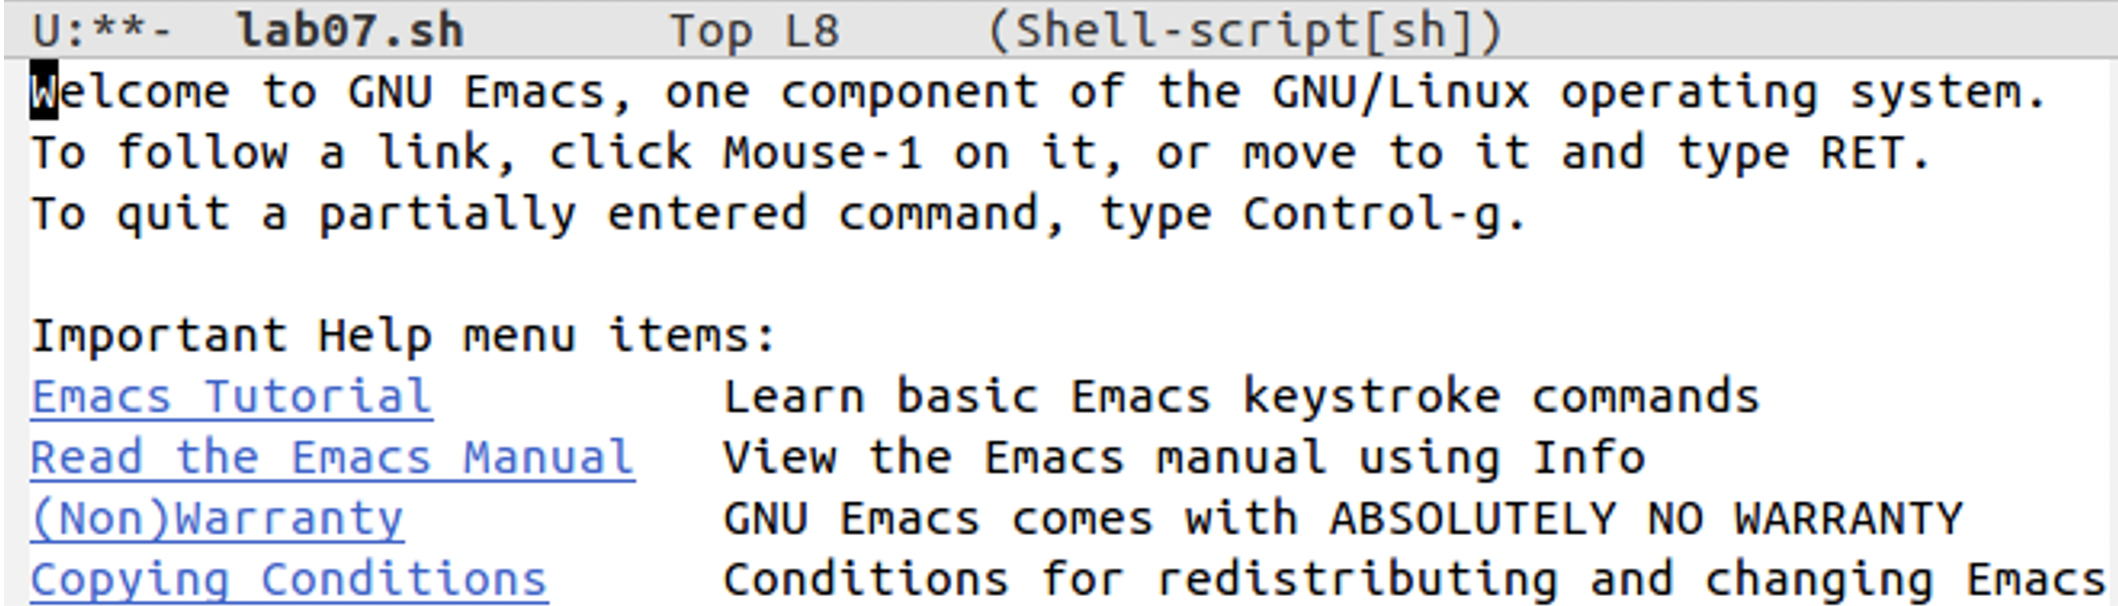 U:**-  lab07.sh       Top L8     (Shell-script[sh])
Welcome to GNU Emacs, one component of the GNU/Linux operating system.
To follow a link, click Mouse-1 on it, or move to it and type RET.
To quit a partially entered command, type Control-g.
Important Help menu items:
Emacs Tutorial          Learn basic Emacs keystroke commands
Read the Emacs Manual   View the Emacs manual using Info
(Non)Warranty           GNU Emacs comes with ABSOLUTELY NO WARRANTY
Copying Conditions      Conditions for redistributing and changing Emacs